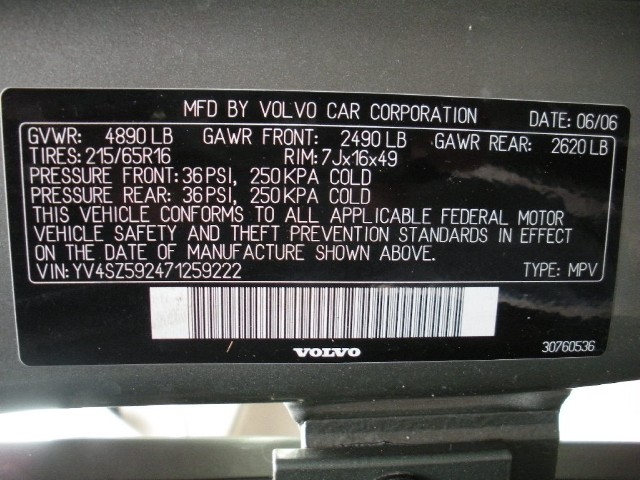 MFD BY VOLVO CAR CORPORATION DATE: 06/06
GVWR: 4890 LB GAWR FRONT: 2490 LB GAWR REAR: 2620 LB
TIRES: 215/65R16 RIM: 7Jx16x49
PRESSURE FRONT: 36 PSI, 250 KPA COLD
PRESSURE REAR: 36 PSI, 250 KPA COLD
THIS VEHICLE CONFORMS TO ALL APPLICABLE FEDERAL MOTOR
VEHICLE SAFETY AND THEFT PREVENTION STANDARDS IN EFFECT
ON THE DATE OF MANUFACTURE SHOWN ABOVE.
VIN: YV4SZ592471259222 TYPE: MPV
VOLVO 30760536